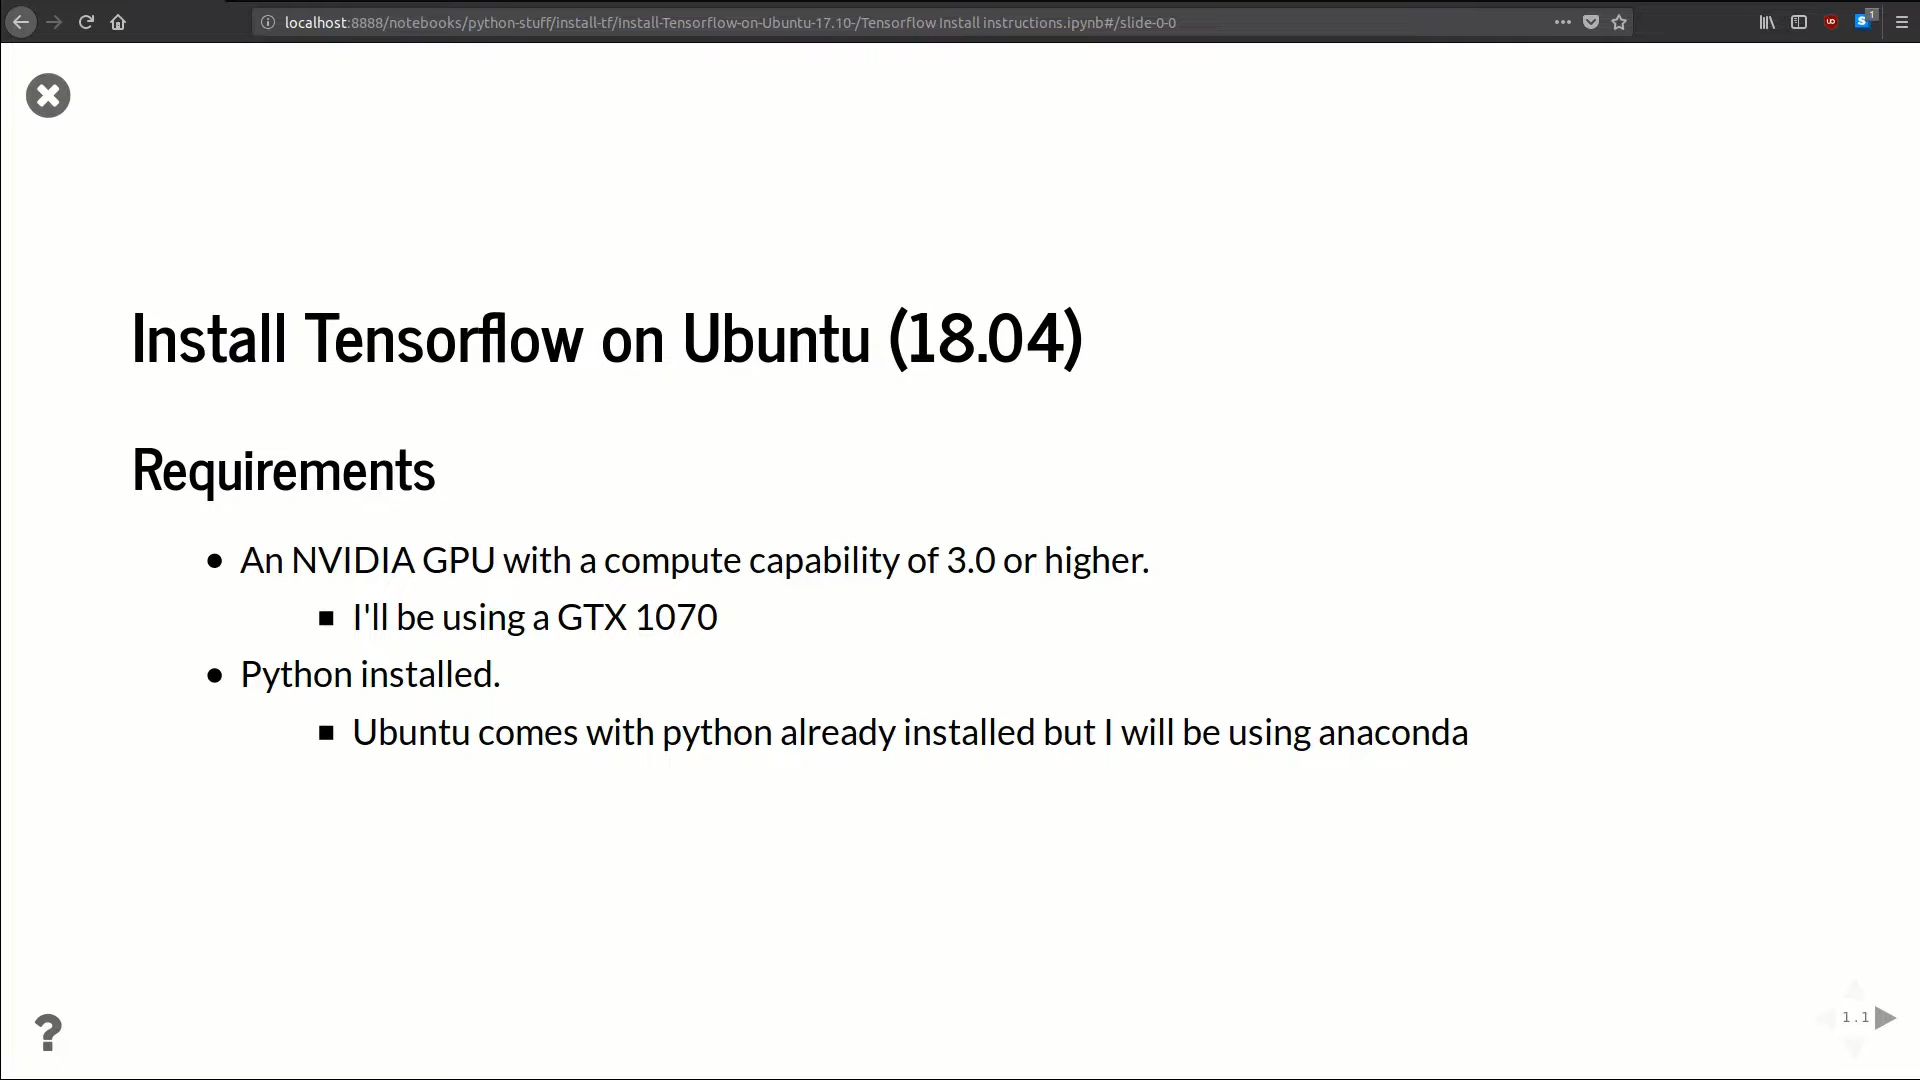 localhost:8888/notebooks/python-stuff/install-tf/Install-Tensorflow-on-Ubuntu-17.10-/Tensorflow Install instructions.ipynb#/slide-0-0
1
Install Tensorflow on Ubuntu (18.04)
Requirements
An NVIDIA GPU with a compute capability of 3.0 or higher.
I'll be using a GTX 1070
Python installed.
Ubuntu comes with python already installed but I will be using anaconda
?
1.1